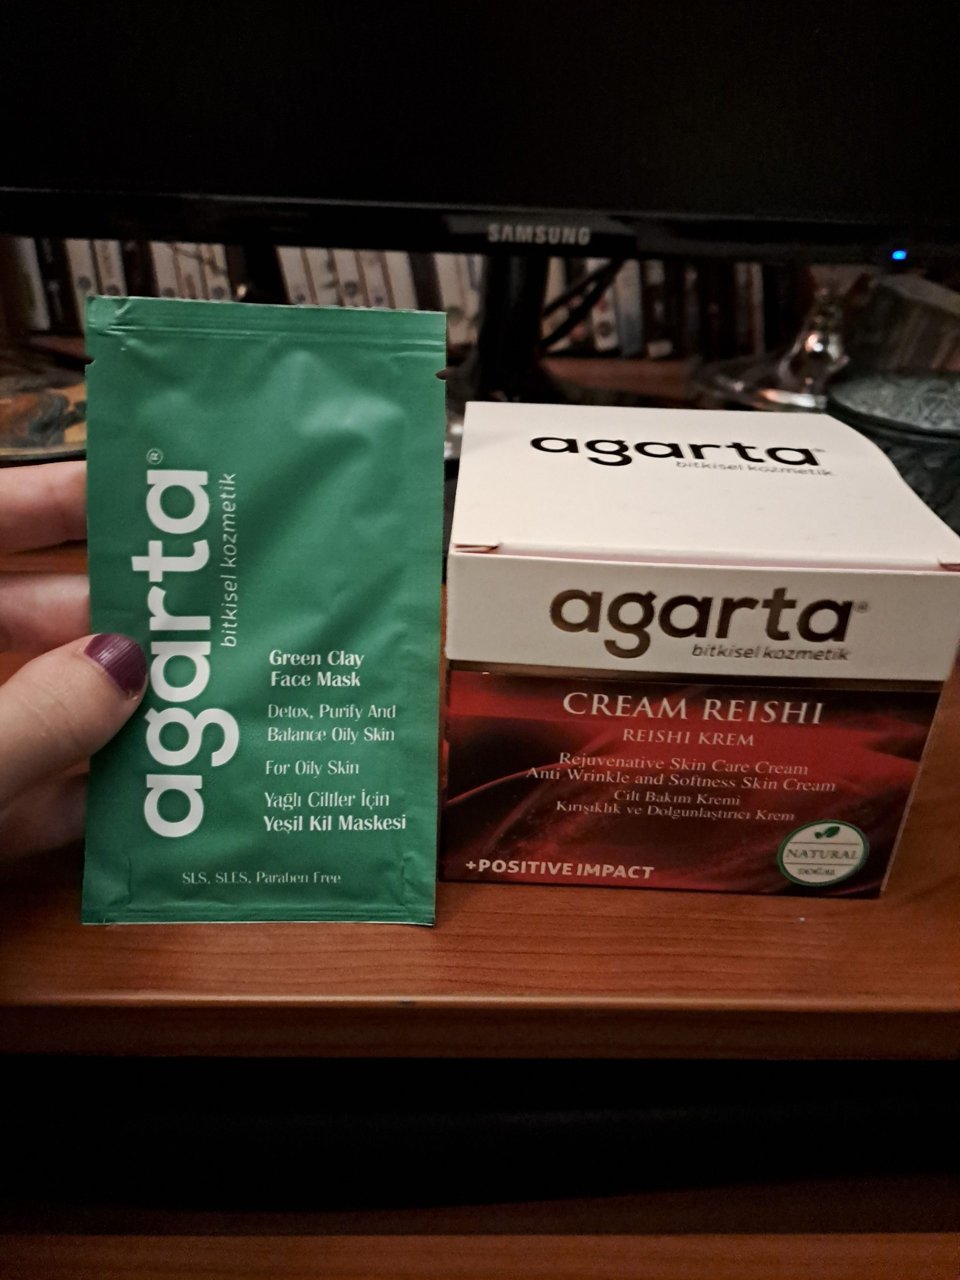 SAMSUNG
agarta®
bitkisel kozmetik
Green Clay
Face Mask
Detox, Purify And
Balance Oily Skin
For Oily Skin
Yağlı Ciltler İçin
Yeşil Kil Maskesi
SLS, SLES, Paraben Free
agarta
bitkisel kozmetik
agarta®
bitkisel kozmetik
CREAM REISHI
REISHI KREM
Rejuvenative Skin Care Cream
Anti Wrinkle and Softness Skin Cream
Cilt Bakım Kremi
Kırışıklık ve Dolgunlaştırıcı Krem
+POSITIVE IMPACT
NATURAL